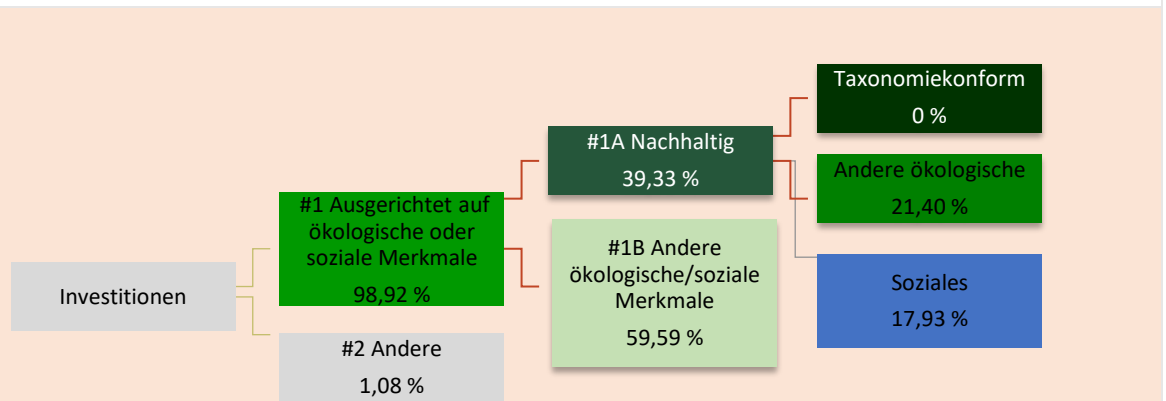 Investitionen
#1 Ausgerichtet auf
ökologische oder
soziale Merkmale
98,92 %
#2 Andere
1,08 %
#1A Nachhaltig
39,33 %
#1B Andere
ökologische/soziale
Merkmale
59,59 %
Taxonomiekonform
0 %
Andere ökologische
21,40 %
Soziales
17,93 %